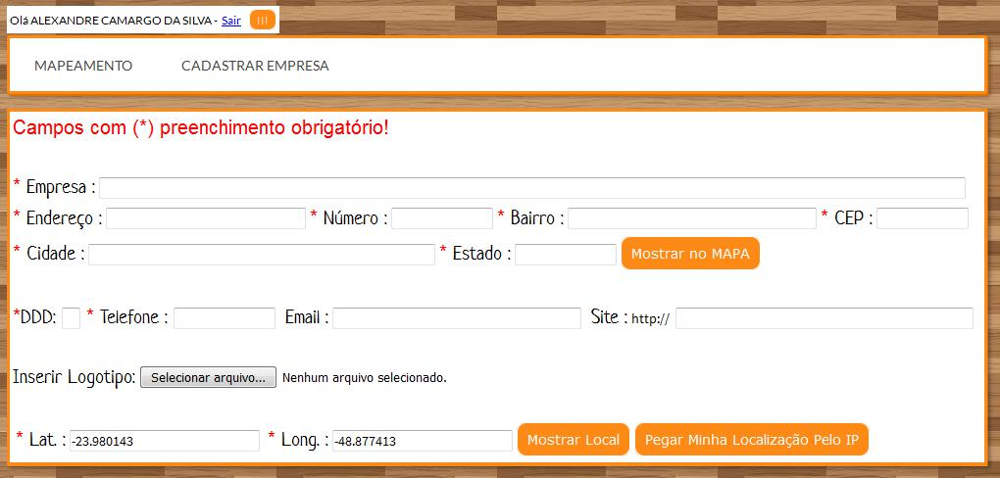 Olá ALEXANDRE CAMARGO DA SILVA - Sair |||
MAPEAMENTO CADASTRAR EMPRESA
Campos com (*) preenchimento obrigatório!
* Empresa :
* Endereço : * Número : * Bairro : * CEP :
* Cidade : * Estado : Mostrar no MAPA
*DDD: * Telefone : Email : Site : http://
Inserir Logotipo: Selecionar arquivo... Nenhum arquivo selecionado.
* Lat. : -23.980143 * Long. : -48.877413 Mostrar Local Pegar Minha Localização Pelo IP